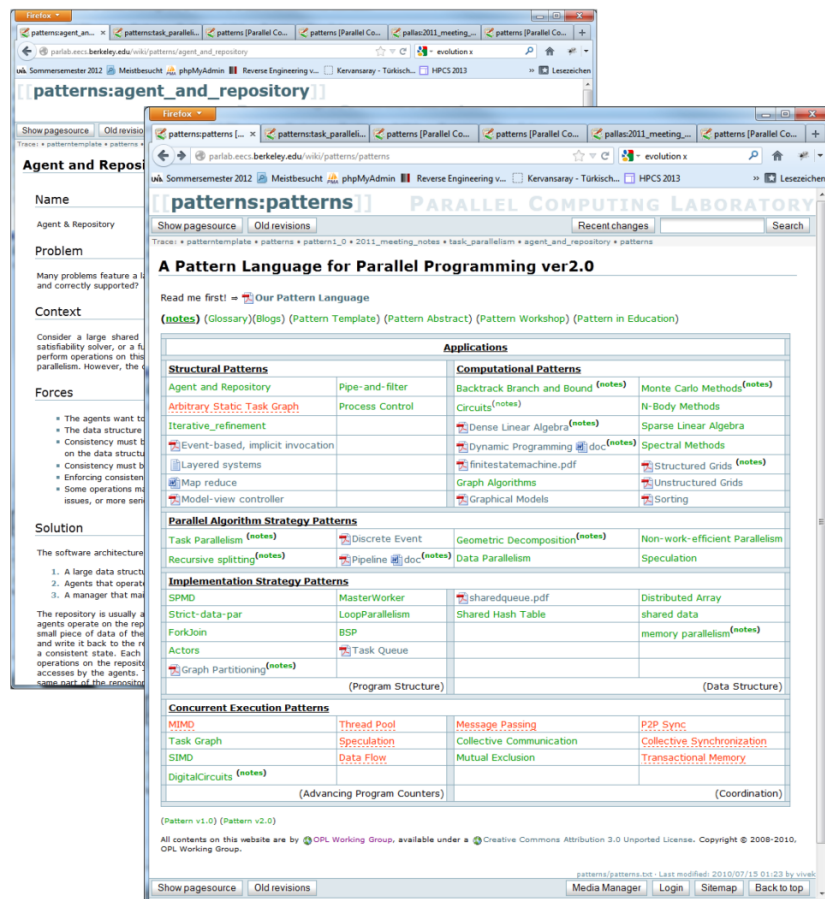 Firefox
patterns:agent_an... × patterns:task_paralleli... patterns [Parallel Co... patterns [Parallel Co... pallas:2011_meeting_... patterns [Parallel Co... +
parlab.eecs.berkeley.edu/wiki/patterns/agent_and_repository evolution x
Sommersemester 2012 Meistbesucht phpMyAdmin Reverse Engineering v... Kervansaray - Türkisch... HPCS 2013 » Lesezeichen
[[patterns:agent_and_repository]]
Show pagesource Old revisio
Trace: • patterntemplate • patterns •
Agent and Reposi
Name
Agent & Repository
Problem
Many problems feature a l
and correctly supported?
Context
Consider a large shared
satisfiability solver, or a fu
perform operations on this
parallelism. However, the
Forces
The agents want to
The data structure
Consistency must b
on the data structu
Consistency must b
Enforcing consisten
Some operations ma
issues, or more seri
Solution
The software architecture
1. A large data structu
2. Agents that operat
3. A manager that mai
The repository is usually a
agents operate on the rep
small piece of data of the
and write it back to the re
a consistent state. Each
operations on the reposito
accesses by the agents.
same part of the repositor
Firefox
patterns:patterns [... × patterns:task_paralleli... patterns [Parallel Co... patterns [Parallel Co... pallas:2011_meeting_... patterns [Parallel Co... +
parlab.eecs.berkeley.edu/wiki/patterns/patterns evolution x
Sommersemester 2012 Meistbesucht phpMyAdmin Reverse Engineering v... Kervansaray - Türkisch... HPCS 2013 » Lesezeichen
[[patterns:patterns]] PARALLEL COMPUTING LABORATORY
Show pagesource Old revisions Recent changes Search
Trace: • patterntemplate • patterns • pattern1_0 • 2011_meeting_notes • task_parallelism • agent_and_repository • patterns
A Pattern Language for Parallel Programming ver2.0
Read me first! ⇒ Our Pattern Language
(notes) (Glossary)(Blogs) (Pattern Template) (Pattern Abstract) (Pattern Workshop) (Pattern in Education)
Applications
Structural Patterns Computational Patterns
Agent and Repository Pipe-and-filter Backtrack Branch and Bound (notes) Monte Carlo Methods(notes)
Arbitrary Static Task Graph Process Control Circuits(notes) N-Body Methods
Iterative_refinement Dense Linear Algebra(notes) Sparse Linear Algebra
Event-based, implicit invocation Dynamic Programming doc(notes) Spectral Methods
Layered systems finitestatemachine.pdf Structured Grids (notes)
Map reduce Graph Algorithms Unstructured Grids
Model-view controller Graphical Models Sorting
Parallel Algorithm Strategy Patterns
Task Parallelism (notes) Discrete Event Geometric Decomposition(notes) Non-work-efficient Parallelism
Recursive splitting(notes) Pipeline doc(notes) Data Parallelism Speculation
Implementation Strategy Patterns
SPMD MasterWorker sharedqueue.pdf Distributed Array
Strict-data-par LoopParallelism Shared Hash Table shared data
ForkJoin BSP memory parallelism(notes)
Actors Task Queue
Graph Partitioning(notes)
(Program Structure) (Data Structure)
Concurrent Execution Patterns
MIMD Thread Pool Message Passing P2P Sync
Task Graph Speculation Collective Communication Collective Synchronization
SIMD Data Flow Mutual Exclusion Transactional Memory
DigitalCircuits (notes)
(Advancing Program Counters) (Coordination)
(Pattern v1.0) (Pattern v2.0)
All contents on this website are by OPL Working Group, available under a Creative Commons Attribution 3.0 Unported License. Copyright © 2008-2010,
OPL Working Group.
patterns/patterns.txt · Last modified: 2010/07/15 01:23 by vivek
Show pagesource Old revisions Media Manager Login Sitemap Back to top